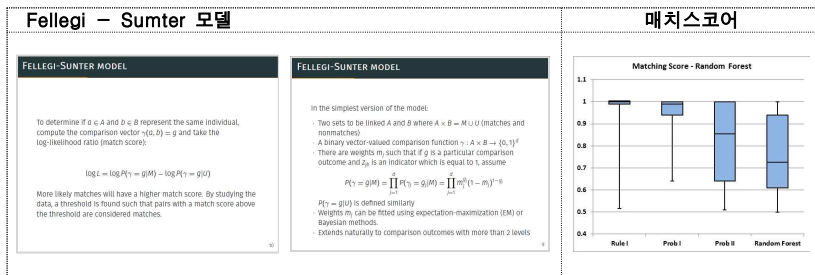 Fellegi – Sumter 모델
매치스코어
FELLEGI-SUNTER MODEL
To determine if a ∈ A and b ∈ B represent the same individual,
compute the comparison vector γ(a, b) = g and take the
log-likelihood ratio (match score):
log L = log P(γ = g|M) − log P(γ = g|U)
More likely matches will have a higher match score. By studying the
data, a threshold is found such that pairs with a match score above
the threshold are considered matches.
10
FELLEGI-SUNTER MODEL
In the simplest version of the model:
· Two sets to be linked A and B where A × B = M ∪ U (matches and
nonmatches)
· A binary vector-valued comparison function γ : A × B → {0, 1}^d
· There are weights m_j such that if g is a particular comparison
outcome and z_jk is an indicator which is equal to 1, assume
P(γ = g|M) = ∏_{j=1}^{d} P(γ_j = g_j|M) = ∏_{j=1}^{d} m_j^{g_j} (1 − m_j)^{1−g_j}
P(γ = g|U) is defined similarly
· Weights m_j can be fitted using expectation-maximization (EM) or
Bayesian methods.
· Extends naturally to comparison outcomes with more than 2 levels
9
Matching Score - Random Forest
1.1
1
0.9
0.8
0.7
0.6
0.5
0.4
Rule I Prob I Prob II Random Forest